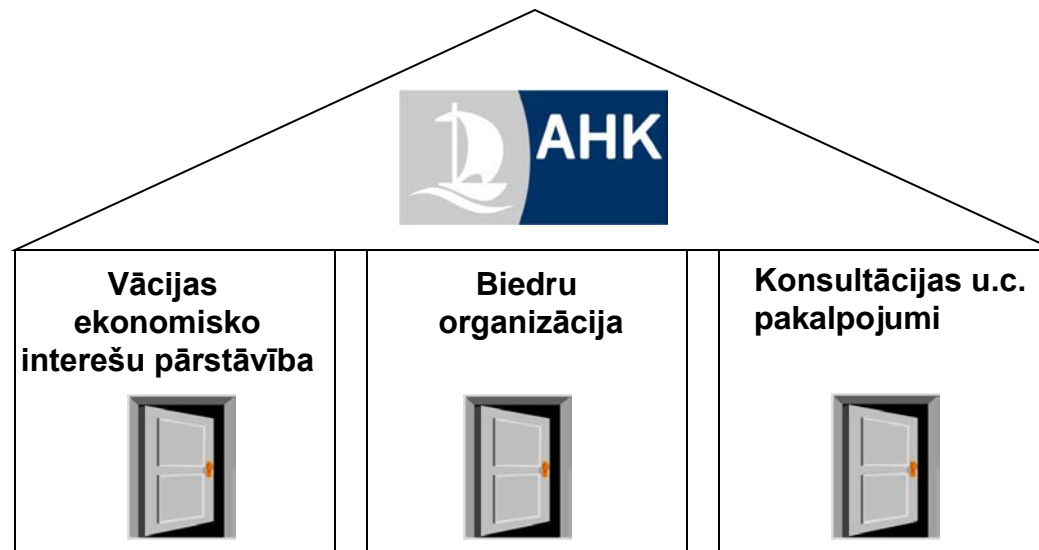 AHK
Vācijas
ekonomisko
interešu pārstāvība
Biedru
organizācija
Konsultācijas u.c.
pakalpojumi